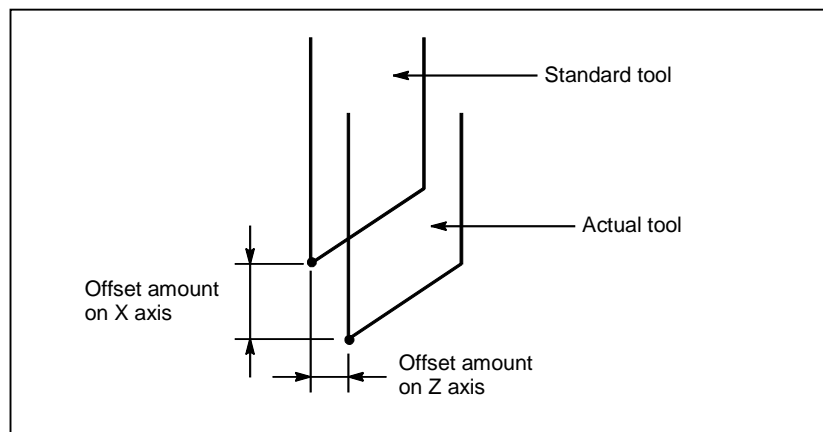 Standard tool
Actual tool
Offset amount
on X axis
Offset amount
on Z axis